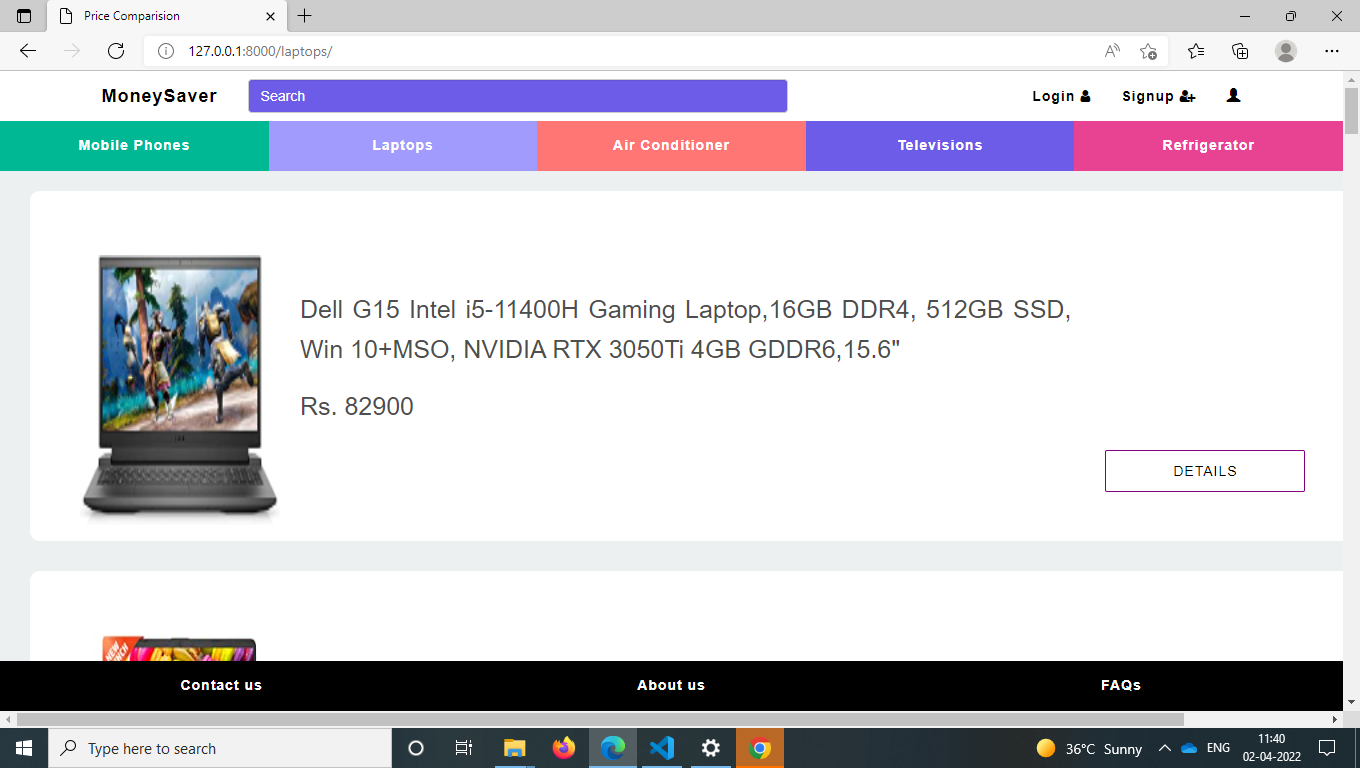 Price Comparision
127.0.0.1:8000/laptops/
MoneySaver
Search
Login
Signup
Mobile Phones
Laptops
Air Conditioner
Televisions
Refrigerator
Dell G15 Intel i5-11400H Gaming Laptop,16GB DDR4, 512GB SSD,
Win 10+MSO, NVIDIA RTX 3050Ti 4GB GDDR6,15.6"
Rs. 82900
DETAILS
NEW
Contact us
About us
FAQs
Type here to search
36°C Sunny
ENG
11:40
02-04-2022